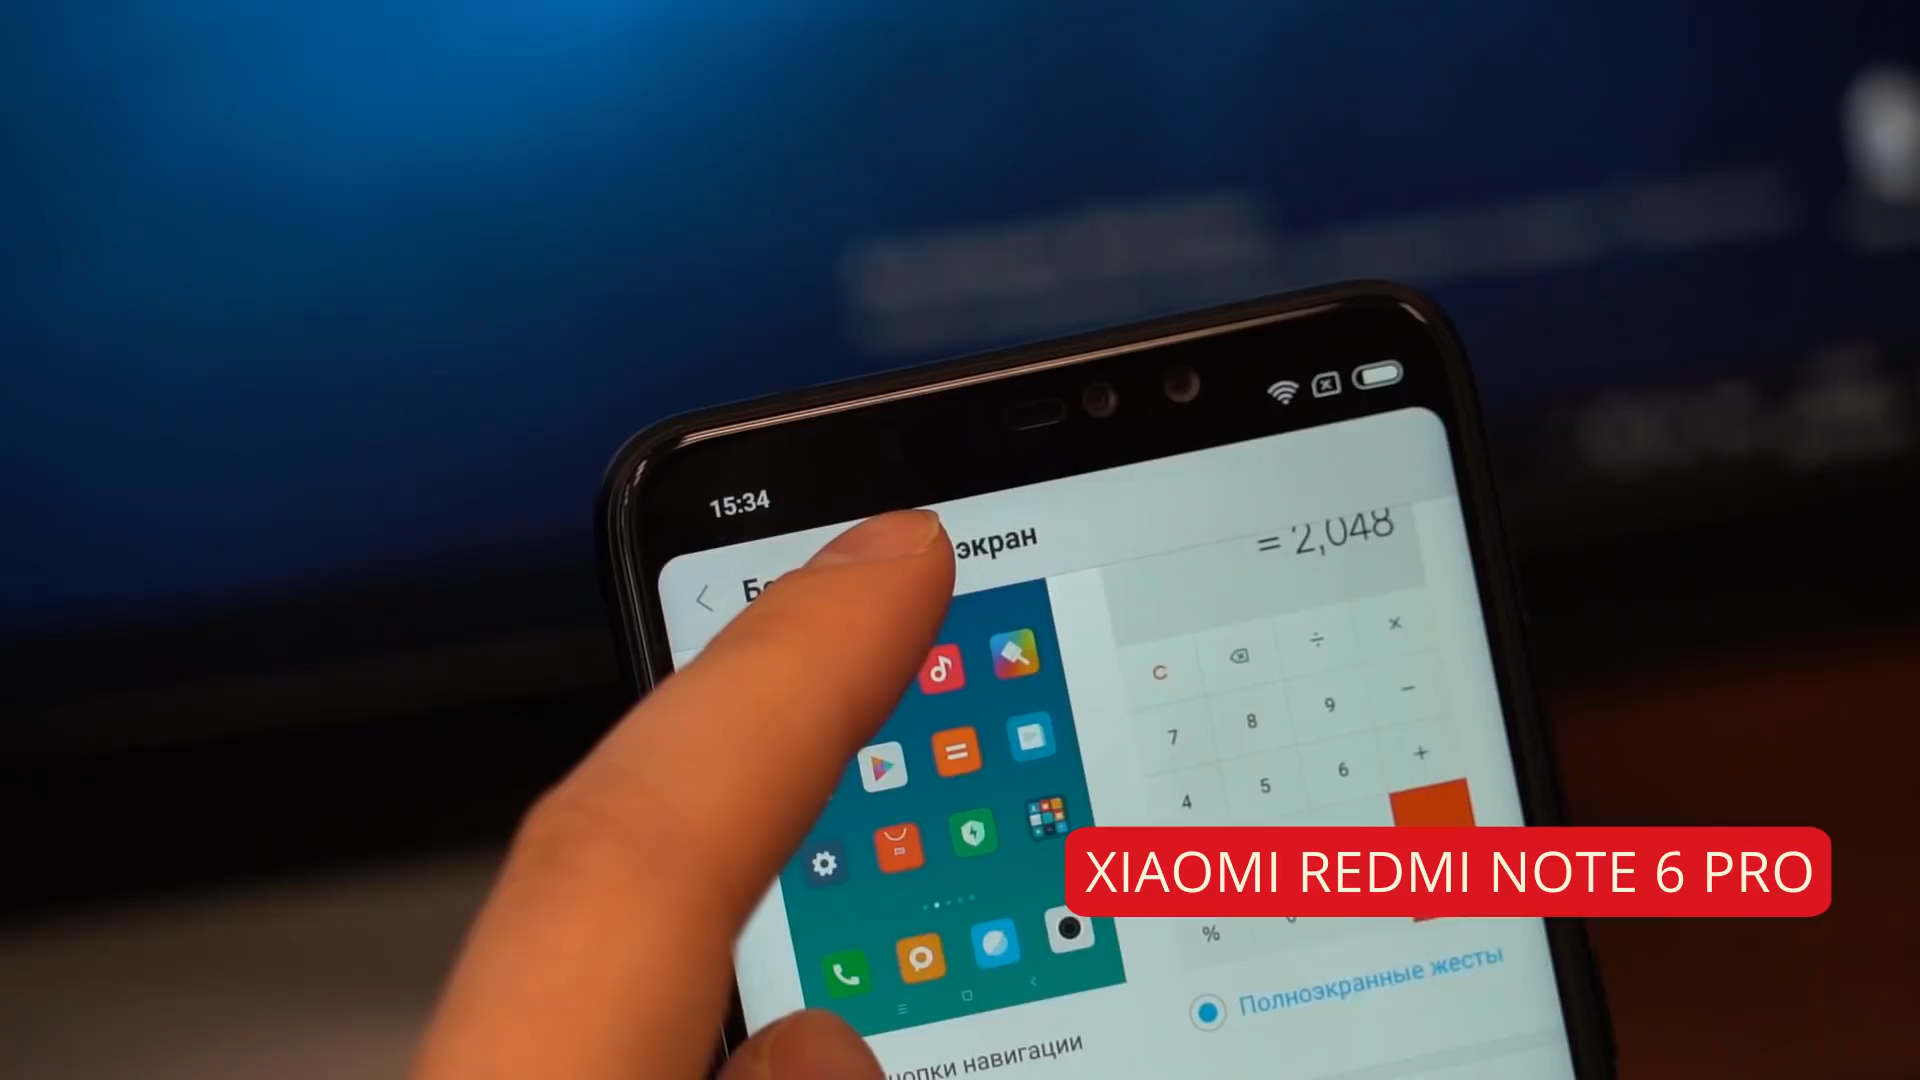 15:34
экран
= 2,048
C ÷ ×
7 8 9 −
4 5 6 +
XIAOMI REDMI NOTE 6 PRO
%
Полноэкранные жесты
навигации